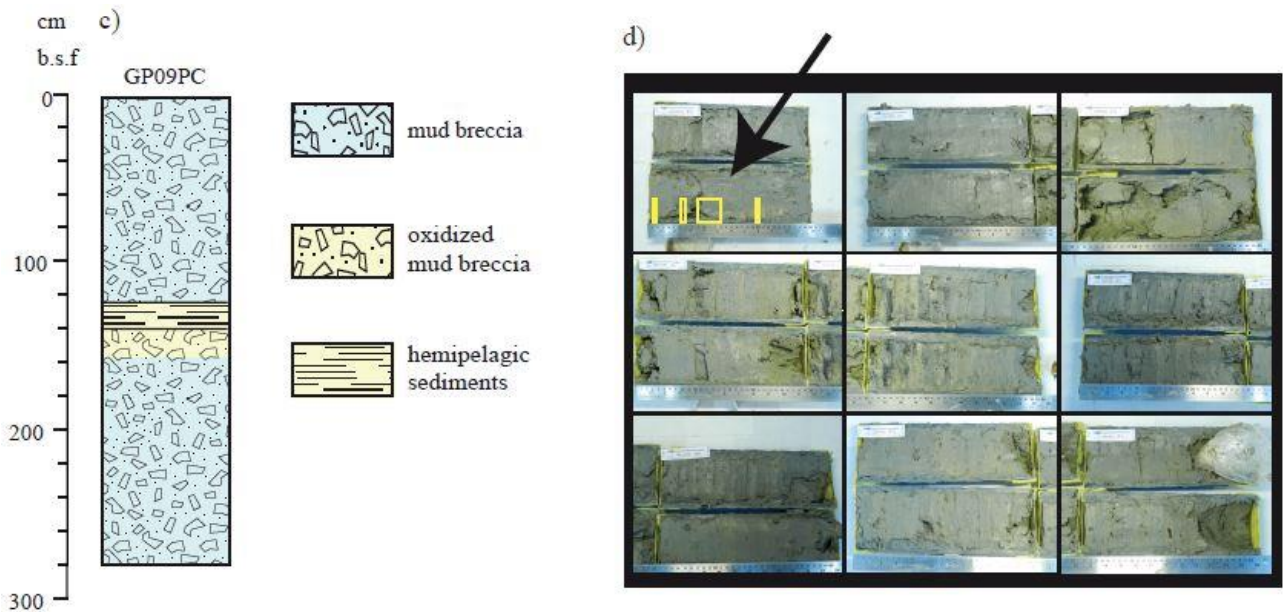 cm
c)
b.s.f
GP09PC
0
100
200
300
mud breccia
oxidized
mud breccia
hemipelagic
sediments
d)